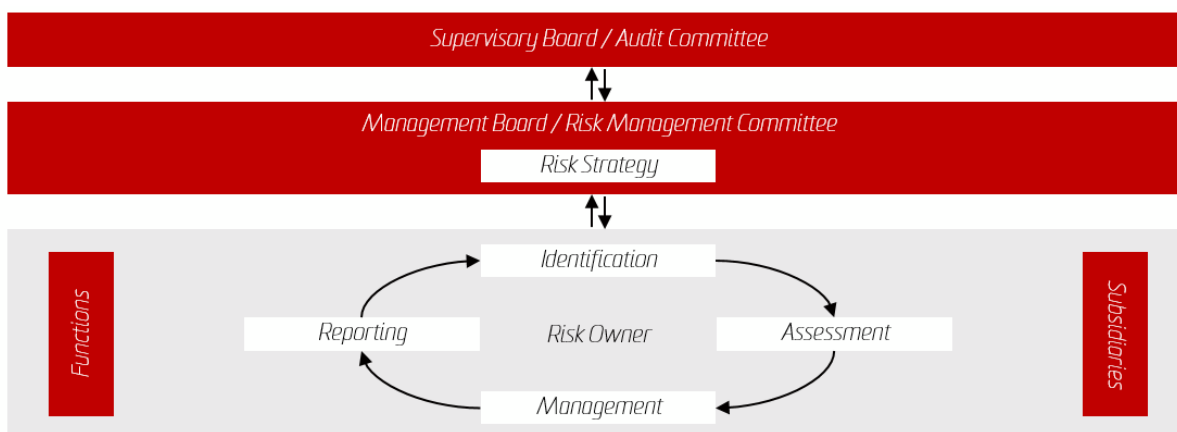 Supervisory Board / Audit Committee
Management Board / Risk Management Committee
Risk Strategy
Identification
Functions
Reporting
Risk Owner
Assessment
Subsidiaries
Management